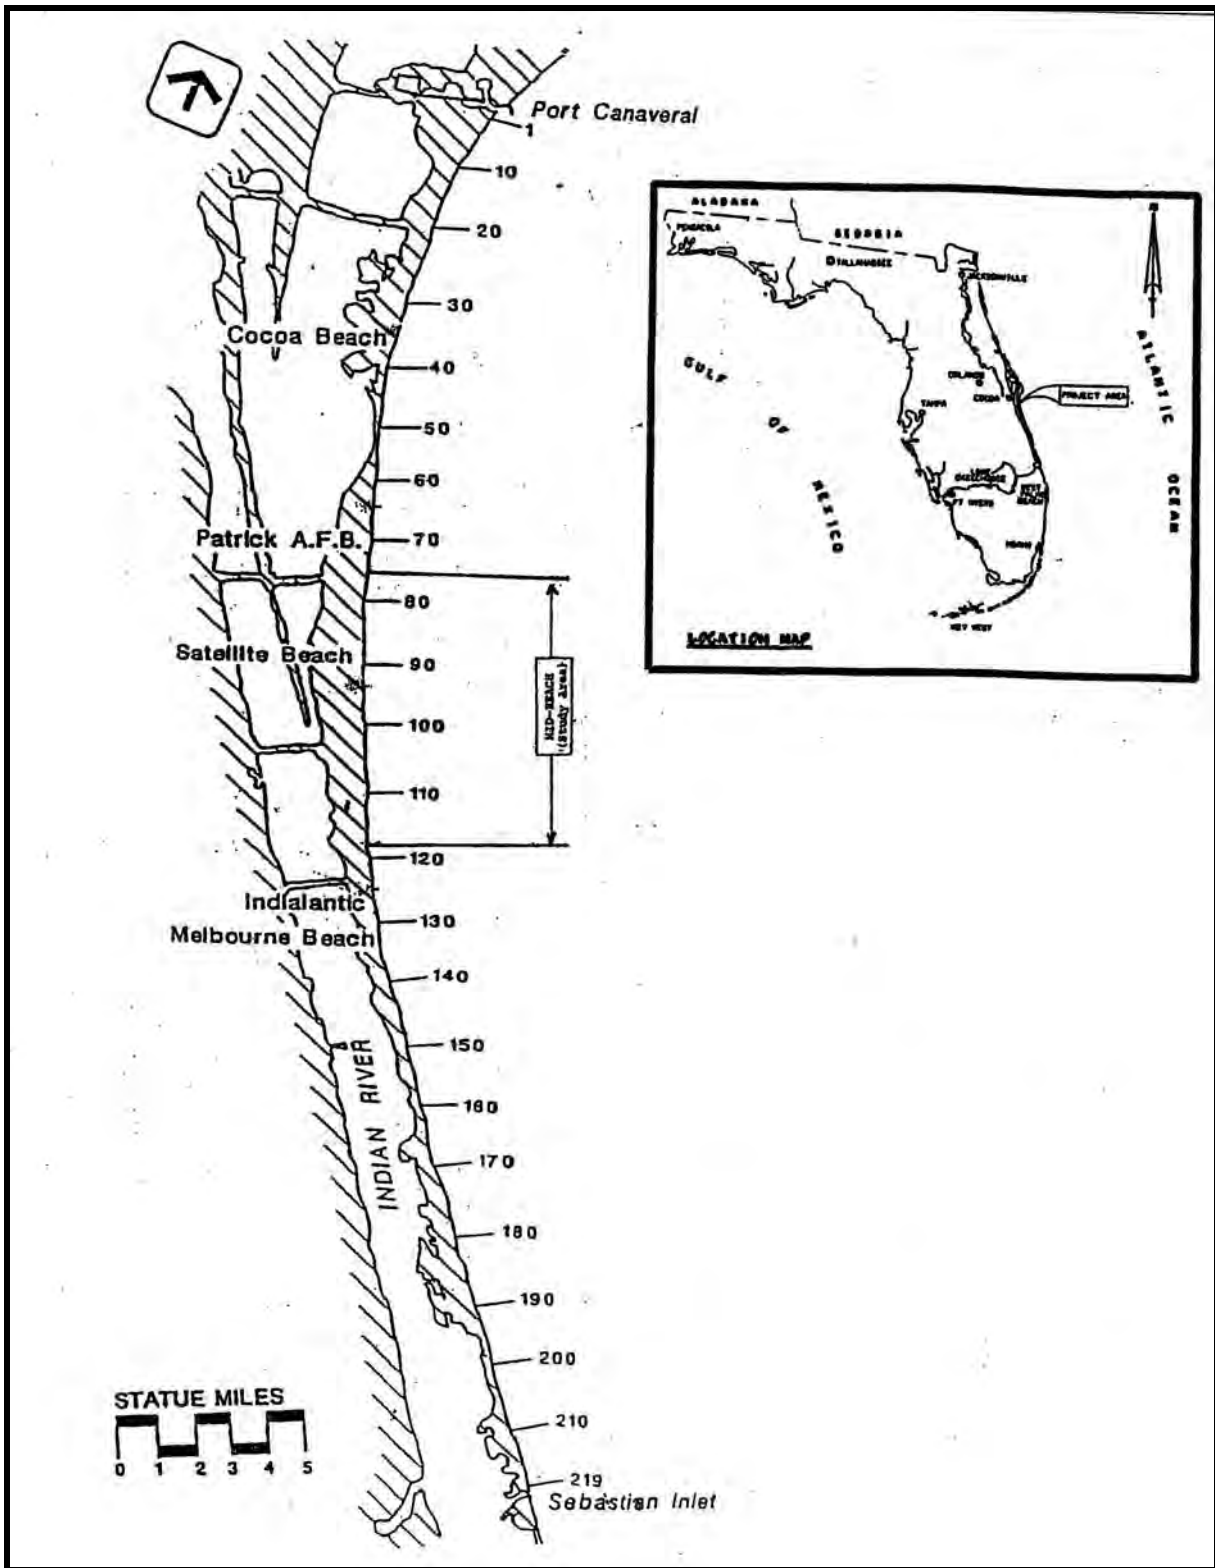 Port Canaveral
1
10
20
30
Cocoa Beach
40
50
60
Patrick A.F.B.
70
80
Satellite Beach
90
100
110
120
Indialantic
130
Melbourne Beach
140
150
INDIAN RIVER
160
170
180
190
200
210
219
Sebastian Inlet
MID-REACH
(Study Area)
STATUE MILES
0 1 2 3 4 5
ALABAMA
GEORGIA
PENSACOLA
TALLAHASSEE
JACKSONVILLE
N
ATLANTIC
OCEAN
GULF
OF
MEXICO
ORLANDO
COCOA
PROJECT AREA
TAMPA
LAKE
OKEECHOBEE
WEST
PALM
BEACH
FT MYERS
MIAMI
KEY WEST
LOCATION MAP